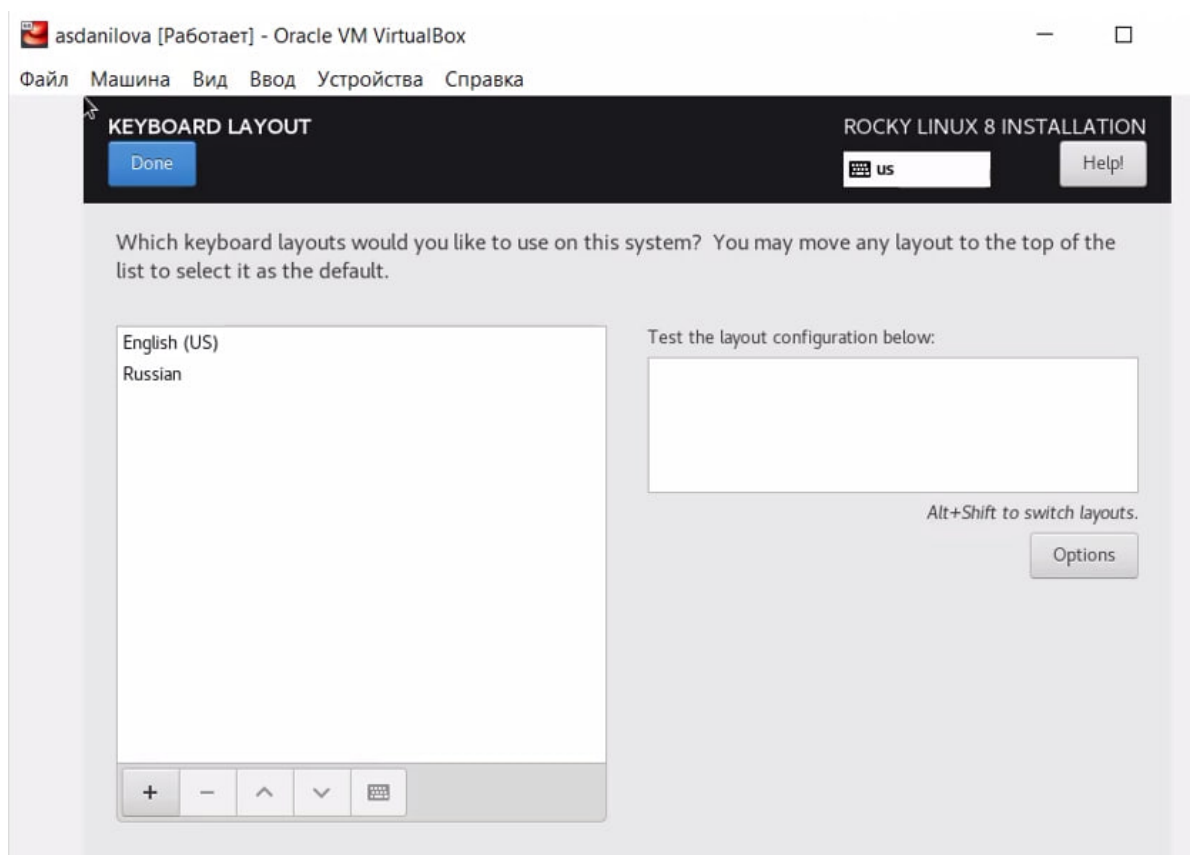 asdanilova [Работает] - Oracle VM VirtualBox
Файл Машина Вид Ввод Устройства Справка
KEYBOARD LAYOUT
ROCKY LINUX 8 INSTALLATION
Done
us
Help!
Which keyboard layouts would you like to use on this system? You may move any layout to the top of the
list to select it as the default.
English (US)
Russian
Test the layout configuration below:
Alt+Shift to switch layouts.
Options